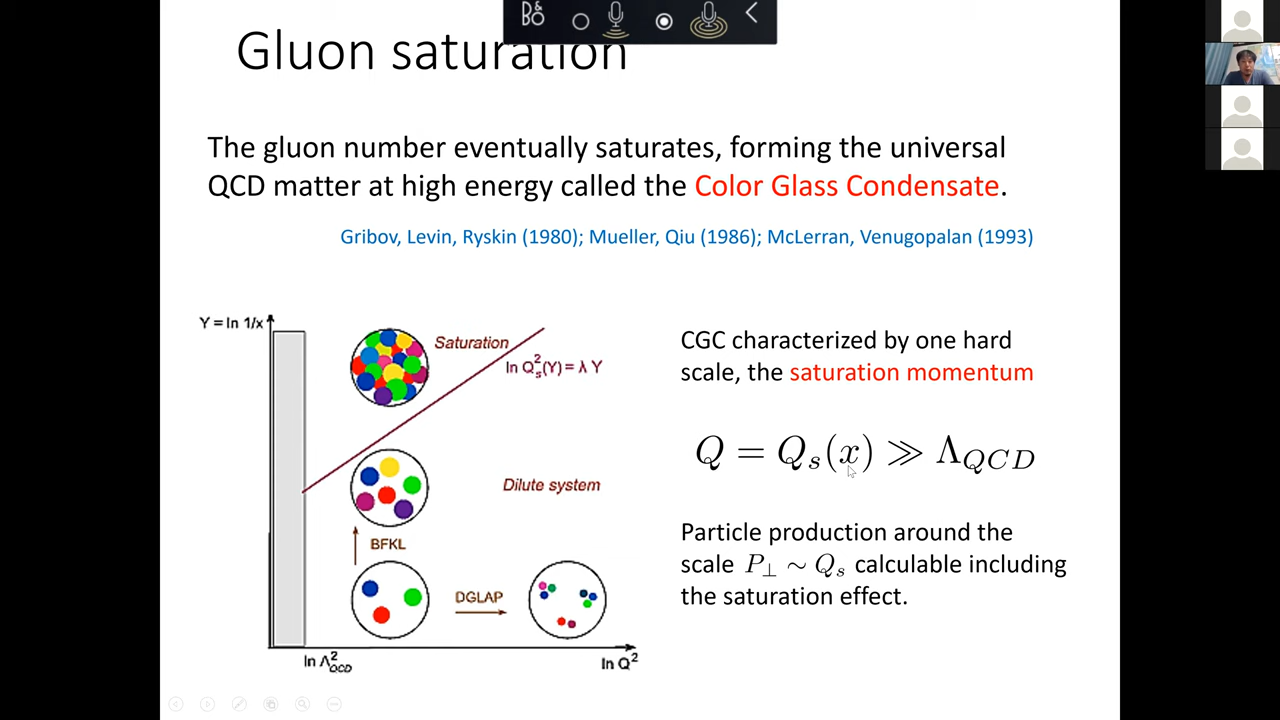 B&O
Gluon saturation
The gluon number eventually saturates, forming the universal
QCD matter at high energy called the Color Glass Condensate.
Gribov, Levin, Ryskin (1980); Mueller, Qiu (1986); McLerran, Venugopalan (1993)
Y = ln 1/x
Saturation
ln Q²ₛ(Y) = λ Y
Dilute system
BFKL
DGLAP
ln Λ²QCD
ln Q²
CGC characterized by one hard
scale, the saturation momentum
Q = Qₛ(x) ≫ Λ_{QCD}
Particle production around the
scale P⊥ ∼ Qₛ calculable including
the saturation effect.